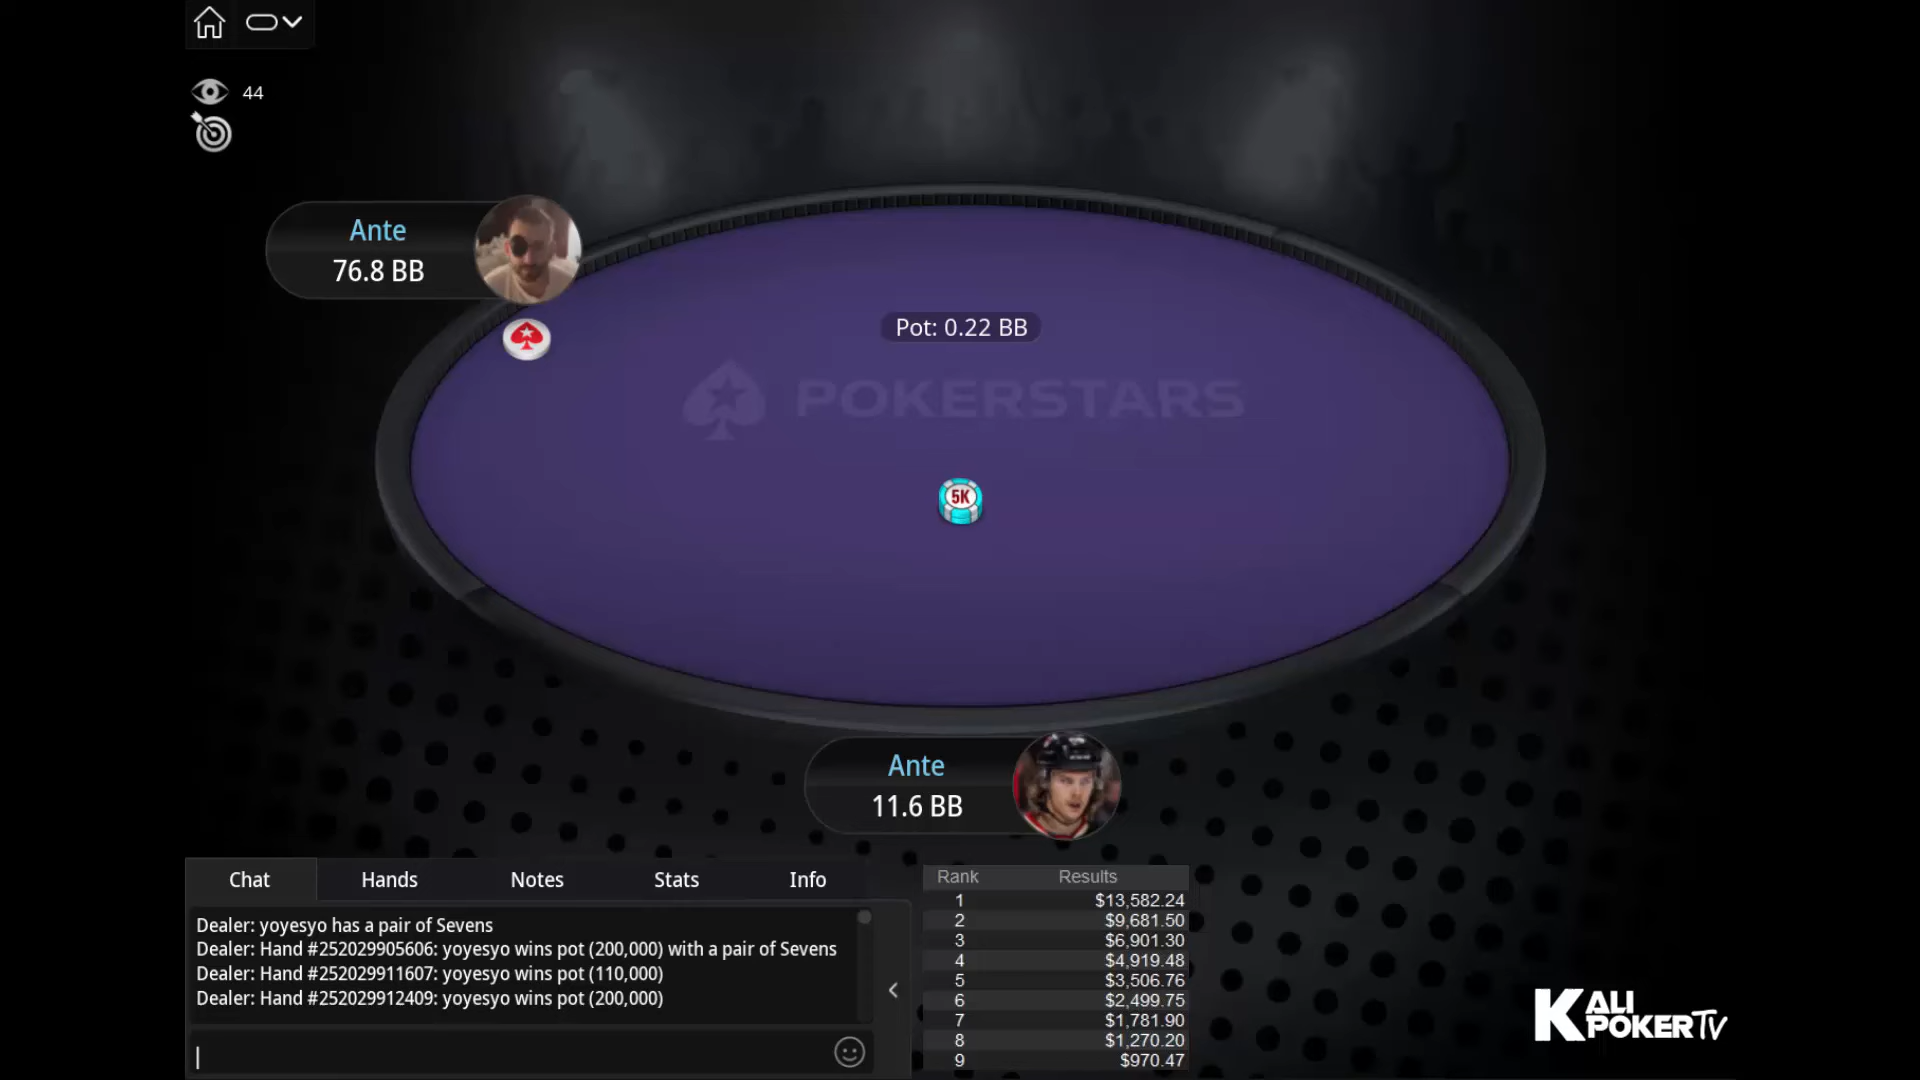 44
Ante
76.8 BB
Pot: 0.22 BB
POKERSTARS
5K
Ante
11.6 BB
Chat Hands Notes Stats Info
Dealer: yoyesyo has a pair of Sevens
Dealer: Hand #252029905606: yoyesyo wins pot (200,000) with a pair of Sevens
Dealer: Hand #252029911607: yoyesyo wins pot (110,000)
Dealer: Hand #252029912409: yoyesyo wins pot (200,000)
Rank Results
1 $13,582.24
2 $9,681.50
3 $6,901.30
4 $4,919.48
5 $3,506.76
6 $2,499.75
7 $1,781.90
8 $1,270.20
9 $970.47
KALI
POKERTV